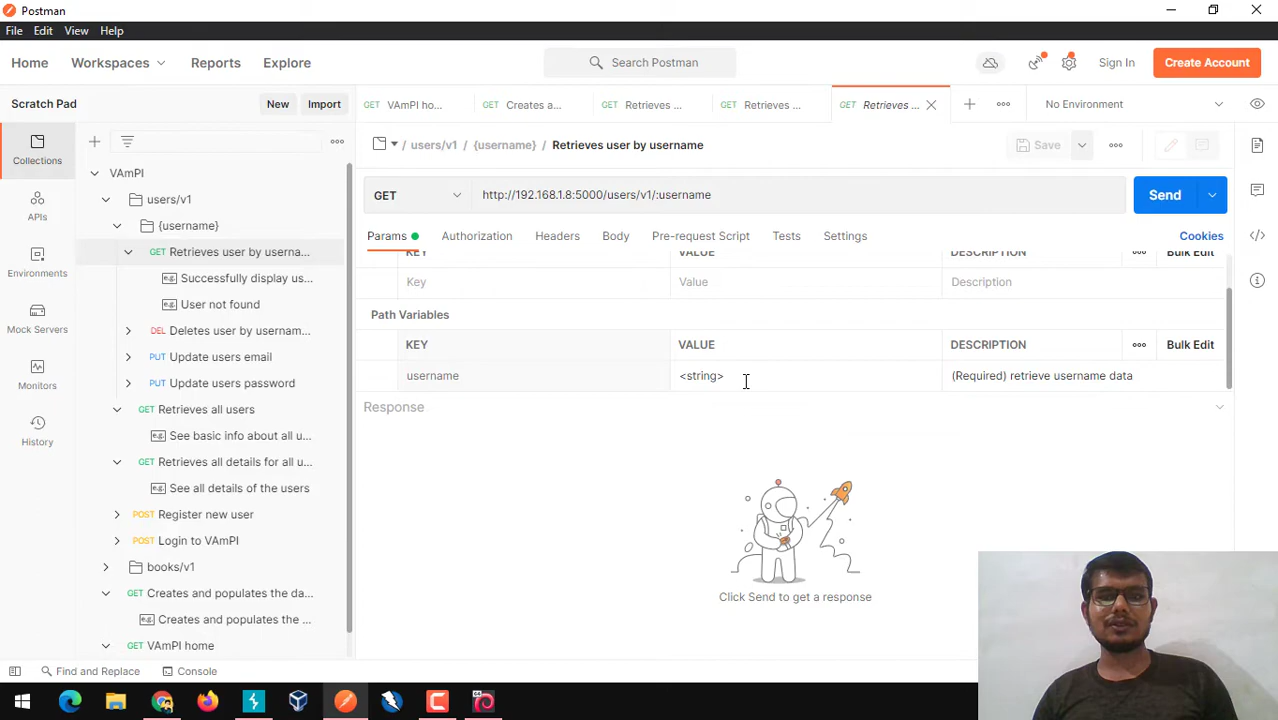 Postman
File Edit View Help
Home Workspaces Reports Explore Search Postman Sign In Create Account
Scratch Pad New Import
GET VAmPI ho... GET Creates a... GET Retrieves ... GET Retrieves ... GET Retrieves ... No Environment
Collections
APIs
Environments
Mock Servers
Monitors
History
VAmPI
users/v1
{username}
GET Retrieves user by userna...
e.g. Successfully display us...
e.g. User not found
DEL Deletes user by usernam...
PUT Update users email
PUT Update users password
GET Retrieves all users
e.g. See basic info about all u...
GET Retrieves all details for all u...
e.g. See all details of the users
POST Register new user
POST Login to VAmPI
books/v1
GET Creates and populates the da...
e.g. Creates and populates the ...
GET VAmPI home
/ users/v1 / {username} / Retrieves user by username Save
GET http://192.168.1.8:5000/users/v1/:username Send
Params Authorization Headers Body Pre-request Script Tests Settings Cookies
KEY VALUE DESCRIPTION Bulk Edit
Key Value Description
Path Variables
KEY VALUE DESCRIPTION Bulk Edit
username <string> (Required) retrieve username data
Response
Click Send to get a response
Find and Replace Console